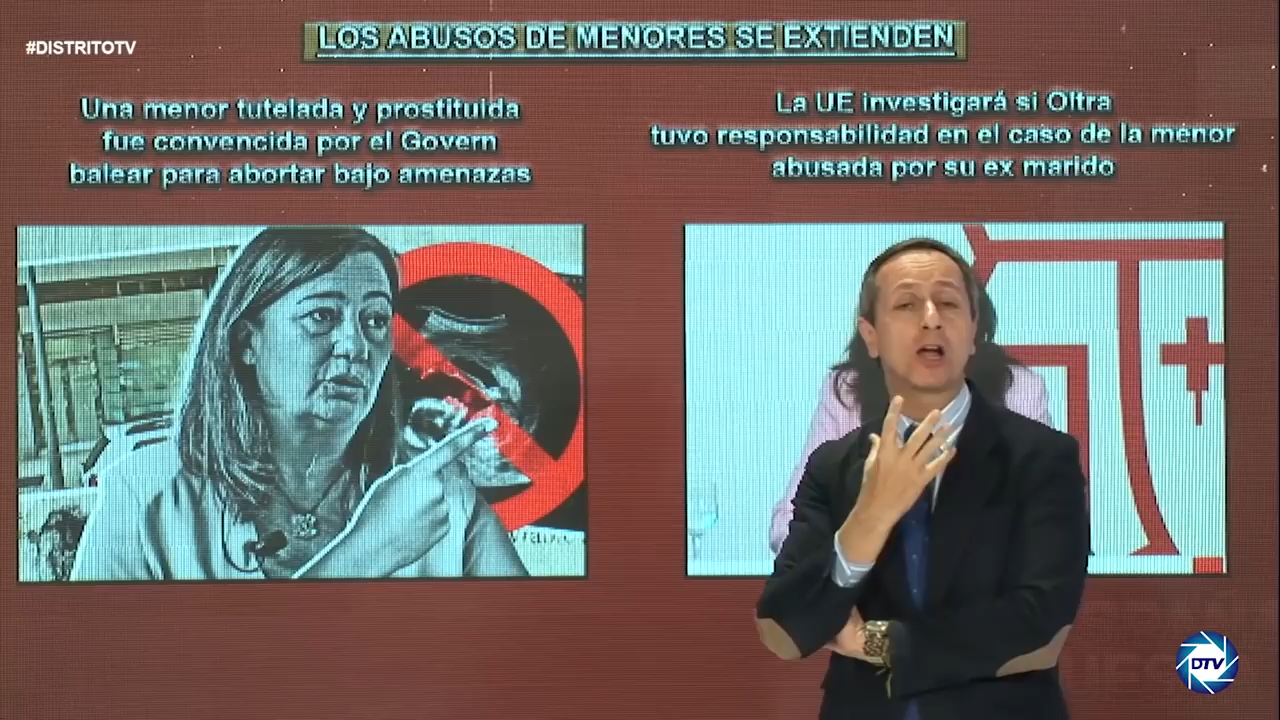 #DISTRITOTV
LOS ABUSOS DE MENORES SE EXTIENDEN
Una menor tutelada y prostituida
fue convencida por el Govern
balear para abortar bajo amenazas
La UE investigará si Oltra
tuvo responsabilidad en el caso de la menor
abusada por su ex marido
DTV